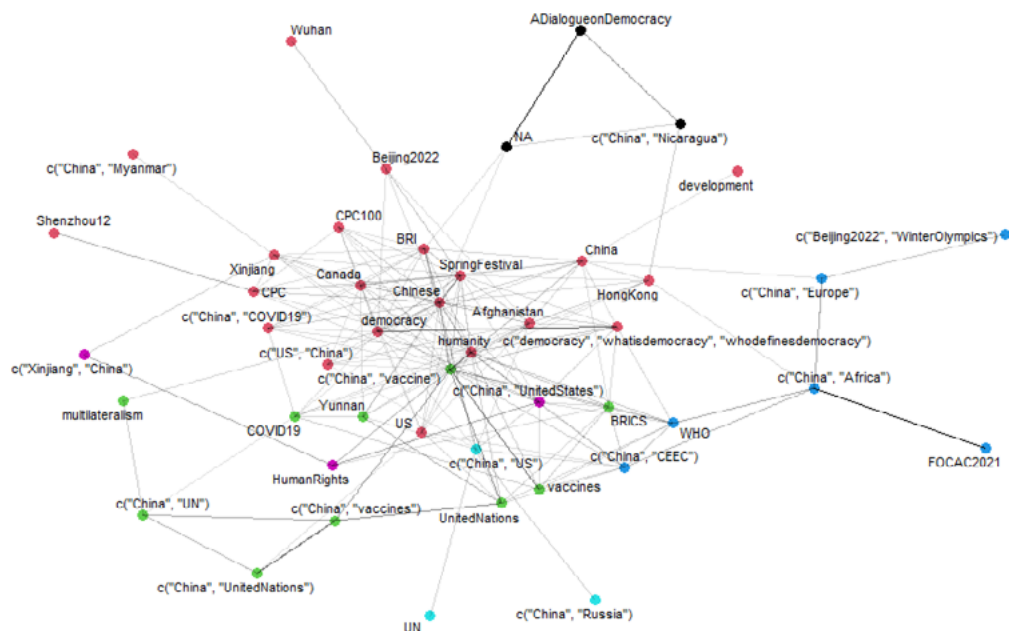 ADialogueonDemocracy
Wuhan
NA
c("China", "Nicaragua")
Beijing2022
c("China", "Myanmar")
development
Shenzhou12
CPC100
BRI
c("Beijing2022", "WinterOlympics")
China
SpringFestival
Xinjiang
Canada
Chinese
HongKong
c("China", "Europe")
CPC
c("China", "COVID19")
democracy
Afghanistan
humanity
c("democracy", "whatisdemocracy", "whodefinesdemocracy")
c("US", "China")
c("Xinjiang", "China")
c("China", "vaccine")
c("China", "UnitedStates")
c("China", "Africa")
multilateralism
Yunnan
COVID19
US
BRICS
WHO
c("China", "US")
c("China", "CEEC")
FOCAC2021
HumanRights
vaccines
c("China", "UN")
c("China", "vaccines")
UnitedNations
c("China", "UnitedNations")
c("China", "Russia")
UN